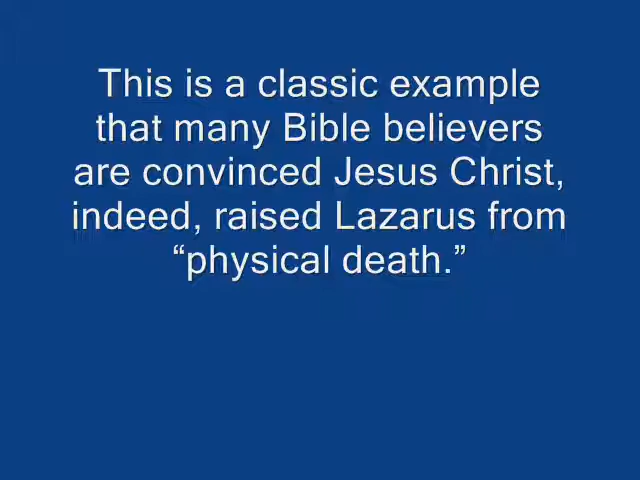 This is a classic example
that many Bible believers
are convinced Jesus Christ,
indeed, raised Lazarus from
“physical death.”